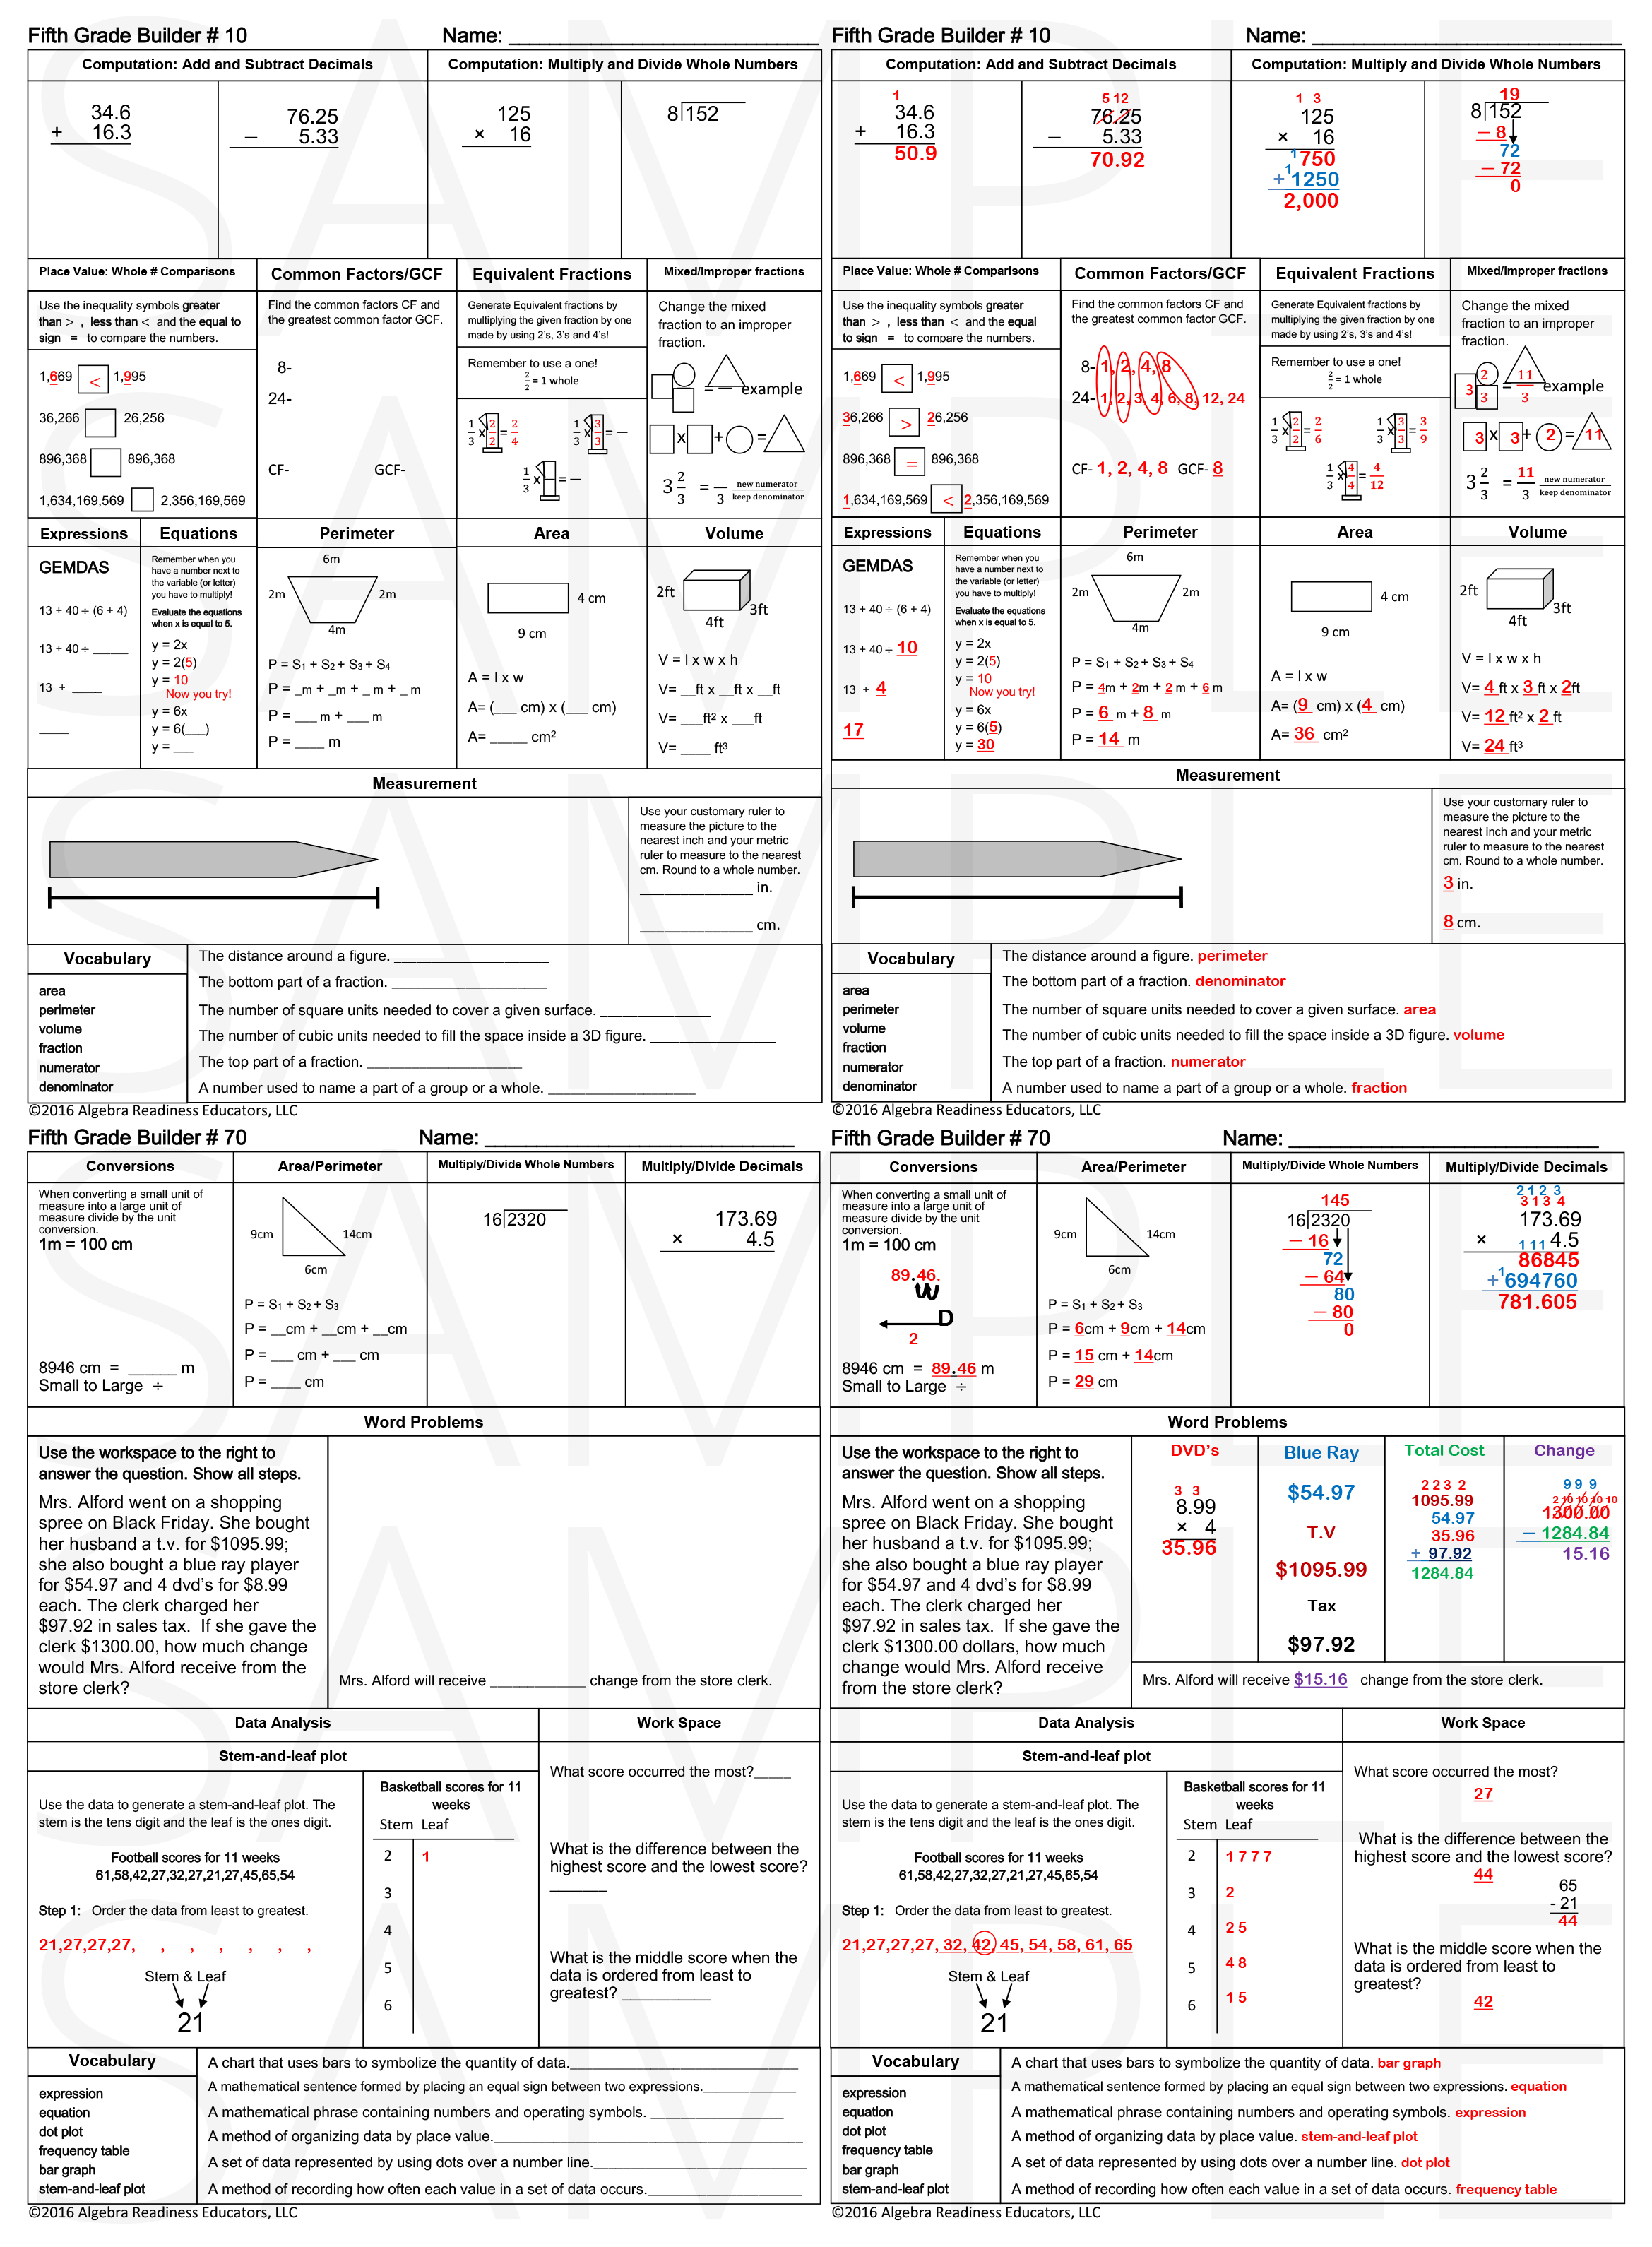 Fifth Grade Builder # 10 Name: ______________________________
Computation: Add and Subtract Decimals
Computation: Multiply and Divide Whole Numbers
34.6
+ 16.3
76.25
– 5.33
125
× 16
8)152
Place Value: Whole # Comparisons
Use the inequality symbols greater
than > , less than < and the equal to
sign = to compare the numbers.
1,669 < 1,995
36,266 26,256
896,368 896,368
1,634,169,569 2,356,169,569
Common Factors/GCF
Find the common factors CF and
the greatest common factor GCF.
8-
24-
CF- GCF-
Equivalent Fractions
Generate Equivalent fractions by
multiplying the given fraction by one
made by using 2's, 3's and 4's!
Remember to use a one!
2/2 = 1 whole
1/3 x 2/2 = 2/4
1/3 x 3/3 = –
1/3 x – = –
Mixed/Improper fractions
Change the mixed
fraction to an improper
fraction.
= – example
x + =
3 2/3 = –/3 new numerator/keep denominator
Expressions
GEMDAS
13 + 40 ÷ (6 + 4)
13 + 40 ÷ _____
13 + ____
____
Equations
Remember when you
have a number next to
the variable (or letter)
you have to multiply!
Evaluate the equations
when x is equal to 5.
y = 2x
y = 2(5)
y = 10
Now you try!
y = 6x
y = 6(___)
y = ___
Perimeter
6m
2m 2m
4m
P = S₁ + S₂ + S₃ + S₄
P = _m + _m + _ m + _ m
P = ___ m + ___ m
P = ____ m
Area
4 cm
9 cm
A = l x w
A= (___ cm) x (___ cm)
A= _____ cm²
Volume
2ft
3ft
4ft
V = l x w x h
V= __ft x __ft x __ft
V= ___ft² x ___ft
V= ____ ft³
Measurement
Use your customary ruler to
measure the picture to the
nearest inch and your metric
ruler to measure to the nearest
cm. Round to a whole number.
_______________ in.
_______________ cm.
Vocabulary
area
perimeter
volume
fraction
numerator
denominator
The distance around a figure. ____________________
The bottom part of a fraction. ____________________
The number of square units needed to cover a given surface. ______________
The number of cubic units needed to fill the space inside a 3D figure. ________________
The top part of a fraction. ____________________
A number used to name a part of a group or a whole. ___________________
©2016 Algebra Readiness Educators, LLC
Fifth Grade Builder # 10 Name: ______________________________
Computation: Add and Subtract Decimals
Computation: Multiply and Divide Whole Numbers
1
34.6
+ 16.3
50.9
5 12
76.25
– 5.33
70.92
1 3
125
× 16
1750
+ 11250
2,000
19
8)152
– 8
72
– 72
0
Place Value: Whole # Comparisons
Use the inequality symbols greater
than > , less than < and the equal
to sign = to compare the numbers.
1,669 < 1,995
36,266 > 26,256
896,368 = 896,368
1,634,169,569 < 2,356,169,569
Common Factors/GCF
Find the common factors CF and
the greatest common factor GCF.
8- 1, 2, 4, 8
24- 1, 2, 3, 4, 6, 8, 12, 24
CF- 1, 2, 4, 8 GCF- 8
Equivalent Fractions
Generate Equivalent fractions by
multiplying the given fraction by one
made by using 2's, 3's and 4's!
Remember to use a one!
2/2 = 1 whole
1/3 x 2/2 = 2/6
1/3 x 3/3 = 3/9
1/3 x 4/4 = 4/12
Mixed/Improper fractions
Change the mixed
fraction to an improper
fraction.
3 2/3 = 11/3 example
3 x 3 + 2 = 11
3 2/3 = 11/3 new numerator/keep denominator
Expressions
GEMDAS
13 + 40 ÷ (6 + 4)
13 + 40 ÷ 10
13 + 4
17
Equations
Remember when you
have a number next to
the variable (or letter)
you have to multiply!
Evaluate the equations
when x is equal to 5.
y = 2x
y = 2(5)
y = 10
Now you try!
y = 6x
y = 6(5)
y = 30
Perimeter
6m
2m 2m
4m
P = S₁ + S₂ + S₃ + S₄
P = 4m + 2m + 2 m + 6 m
P = 6 m + 8 m
P = 14 m
Area
4 cm
9 cm
A = l x w
A= (9 cm) x (4 cm)
A= 36 cm²
Volume
2ft
3ft
4ft
V = l x w x h
V= 4 ft x 3 ft x 2ft
V= 12 ft² x 2 ft
V= 24 ft³
Measurement
Use your customary ruler to
measure the picture to the
nearest inch and your metric
ruler to measure to the nearest
cm. Round to a whole number.
3 in.
8 cm.
Vocabulary
area
perimeter
volume
fraction
numerator
denominator
The distance around a figure. perimeter
The bottom part of a fraction. denominator
The number of square units needed to cover a given surface. area
The number of cubic units needed to fill the space inside a 3D figure. volume
The top part of a fraction. numerator
A number used to name a part of a group or a whole. fraction
©2016 Algebra Readiness Educators, LLC
Fifth Grade Builder # 70 Name: ______________________________
Conversions
When converting a small unit of
measure into a large unit of
measure divide by the unit
conversion.
1m = 100 cm
8946 cm = ______ m
Small to Large ÷
Area/Perimeter
9cm 14cm
6cm
P = S₁ + S₂ + S₃
P = __cm + __cm + __cm
P = ___ cm + ___ cm
P = ____ cm
Multiply/Divide Whole Numbers
16)2320
Multiply/Divide Decimals
173.69
× 4.5
Word Problems
Use the workspace to the right to
answer the question. Show all steps.
Mrs. Alford went on a shopping
spree on Black Friday. She bought
her husband a t.v. for $1095.99;
she also bought a blue ray player
for $54.97 and 4 dvd's for $8.99
each. The clerk charged her
$97.92 in sales tax. If she gave the
clerk $1300.00, how much change
would Mrs. Alford receive from the
store clerk?
Mrs. Alford will receive ____________ change from the store clerk.
Data Analysis
Work Space
Stem-and-leaf plot
Use the data to generate a stem-and-leaf plot. The
stem is the tens digit and the leaf is the ones digit.
Football scores for 11 weeks
61,58,42,27,32,27,21,27,45,65,54
Step 1: Order the data from least to greatest.
21,27,27,27,___,___,___,___,___,___,___
Stem & Leaf
21
Basketball scores for 11
weeks
Stem Leaf
2 1
3
4
5
6
What score occurred the most?_____
What is the difference between the
highest score and the lowest score?
_______
What is the middle score when the
data is ordered from least to
greatest? ___________
Vocabulary
expression
equation
dot plot
frequency table
bar graph
stem-and-leaf plot
A chart that uses bars to symbolize the quantity of data.______________
A mathematical sentence formed by placing an equal sign between two expressions.______________
A mathematical phrase containing numbers and operating symbols. ______________
A method of organizing data by place value.______________
A set of data represented by using dots over a number line.______________
A method of recording how often each value in a set of data occurs.______________
©2016 Algebra Readiness Educators, LLC
Fifth Grade Builder # 70 Name: ______________________________
Conversions
When converting a small unit of
measure into a large unit of
measure divide by the unit
conversion.
1m = 100 cm
89.46.
D
2
8946 cm = 89.46 m
Small to Large ÷
Area/Perimeter
9cm 14cm
6cm
P = S₁ + S₂ + S₃
P = 6cm + 9cm + 14cm
P = 15 cm + 14cm
P = 29 cm
Multiply/Divide Whole Numbers
145
16)2320
– 16
72
– 64
80
– 80
0
Multiply/Divide Decimals
2 1 2 3
3 1 3 4
173.69
× 4.5
1 1 1
86845
+1694760
781.605
Word Problems
Use the workspace to the right to
answer the question. Show all steps.
Mrs. Alford went on a shopping
spree on Black Friday. She bought
her husband a t.v. for $1095.99;
she also bought a blue ray player
for $54.97 and 4 dvd's for $8.99
each. The clerk charged her
$97.92 in sales tax. If she gave the
clerk $1300.00 dollars, how much
change would Mrs. Alford receive
from the store clerk?
DVD's
3 3
8.99
× 4
35.96
Blue Ray
$54.97
T.V
$1095.99
Tax
$97.92
Total Cost
2 2 3 2
1095.99
54.97
35.96
+ 97.92
1284.84
Change
9 9 9
2 10 10 10 10
1300.00
– 1284.84
15.16
Mrs. Alford will receive $15.16 change from the store clerk.
Data Analysis
Work Space
Stem-and-leaf plot
Use the data to generate a stem-and-leaf plot. The
stem is the tens digit and the leaf is the ones digit.
Football scores for 11 weeks
61,58,42,27,32,27,21,27,45,65,54
Step 1: Order the data from least to greatest.
21,27,27,27, 32, 42, 45, 54, 58, 61, 65
Stem & Leaf
21
Basketball scores for 11
weeks
Stem Leaf
2 1 7 7 7
3 2
4 2 5
5 4 8
6 1 5
What score occurred the most?
27
What is the difference between the
highest score and the lowest score?
44
65
- 21
44
What is the middle score when the
data is ordered from least to
greatest?
42
Vocabulary
expression
equation
dot plot
frequency table
bar graph
stem-and-leaf plot
A chart that uses bars to symbolize the quantity of data. bar graph
A mathematical sentence formed by placing an equal sign between two expressions. equation
A mathematical phrase containing numbers and operating symbols. expression
A method of organizing data by place value. stem-and-leaf plot
A set of data represented by using dots over a number line. dot plot
A method of recording how often each value in a set of data occurs. frequency table
©2016 Algebra Readiness Educators, LLC
SAMPLE
SAMPLE